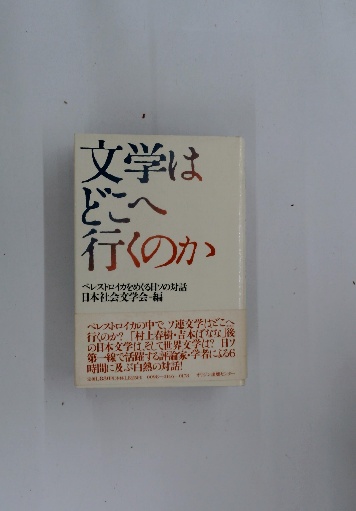 文学は
どこへ
行くのか
ペレストロイカをめぐる日ソの対話
日本社会文学会=編
ペレストロイカの中で、ソ連文学はどこへ
行くのか?「村上春樹・吉本ばなな」後
の日本文学は、そして世界文学は? 日ソ
第一線で活躍する評論家・学者による6
時間に及ぶ白熱の対話!